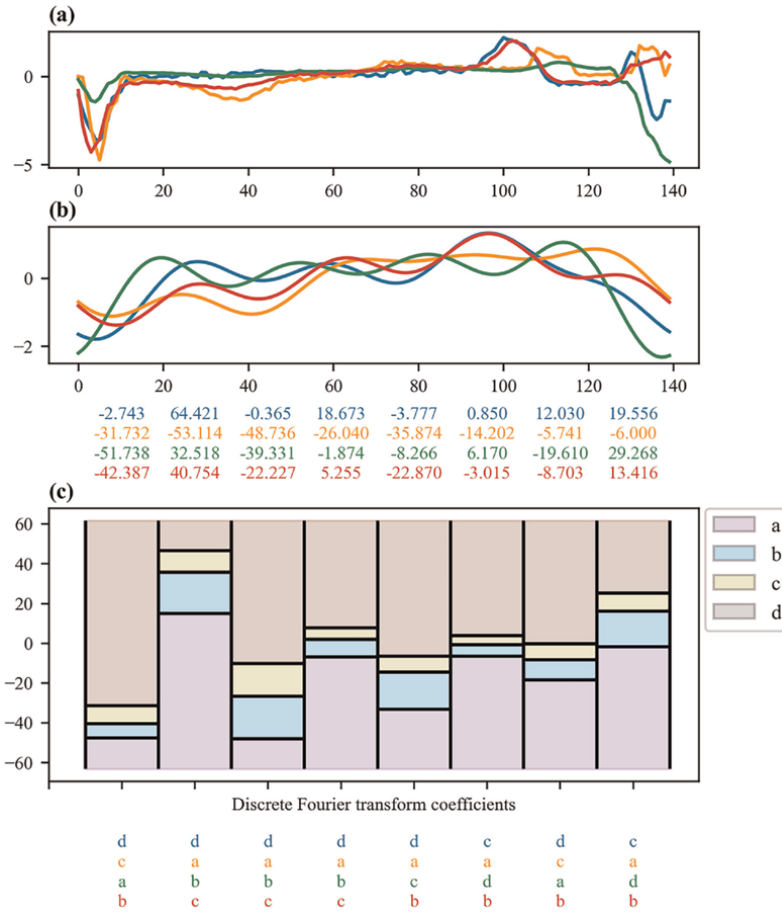 (a)
0
−5
0 20 40 60 80 100 120 140
(b)
0
−2
0 20 40 60 80 100 120 140
-2.743 64.421 -0.365 18.673 -3.777 0.850 12.030 19.556
-31.732 -53.114 -48.736 -26.040 -35.874 -14.202 -5.741 -6.000
-51.738 32.518 -39.331 -1.874 -8.266 6.170 -19.610 29.268
-42.387 40.754 -22.227 5.255 -22.870 -3.015 -8.703 13.416
(c)
60
40
20
0
−20
−40
−60
a
b
c
d
Discrete Fourier transform coefficients
d d d d d c d c
c a a a a a c a
a b b b c d a d
b c c c b b b b